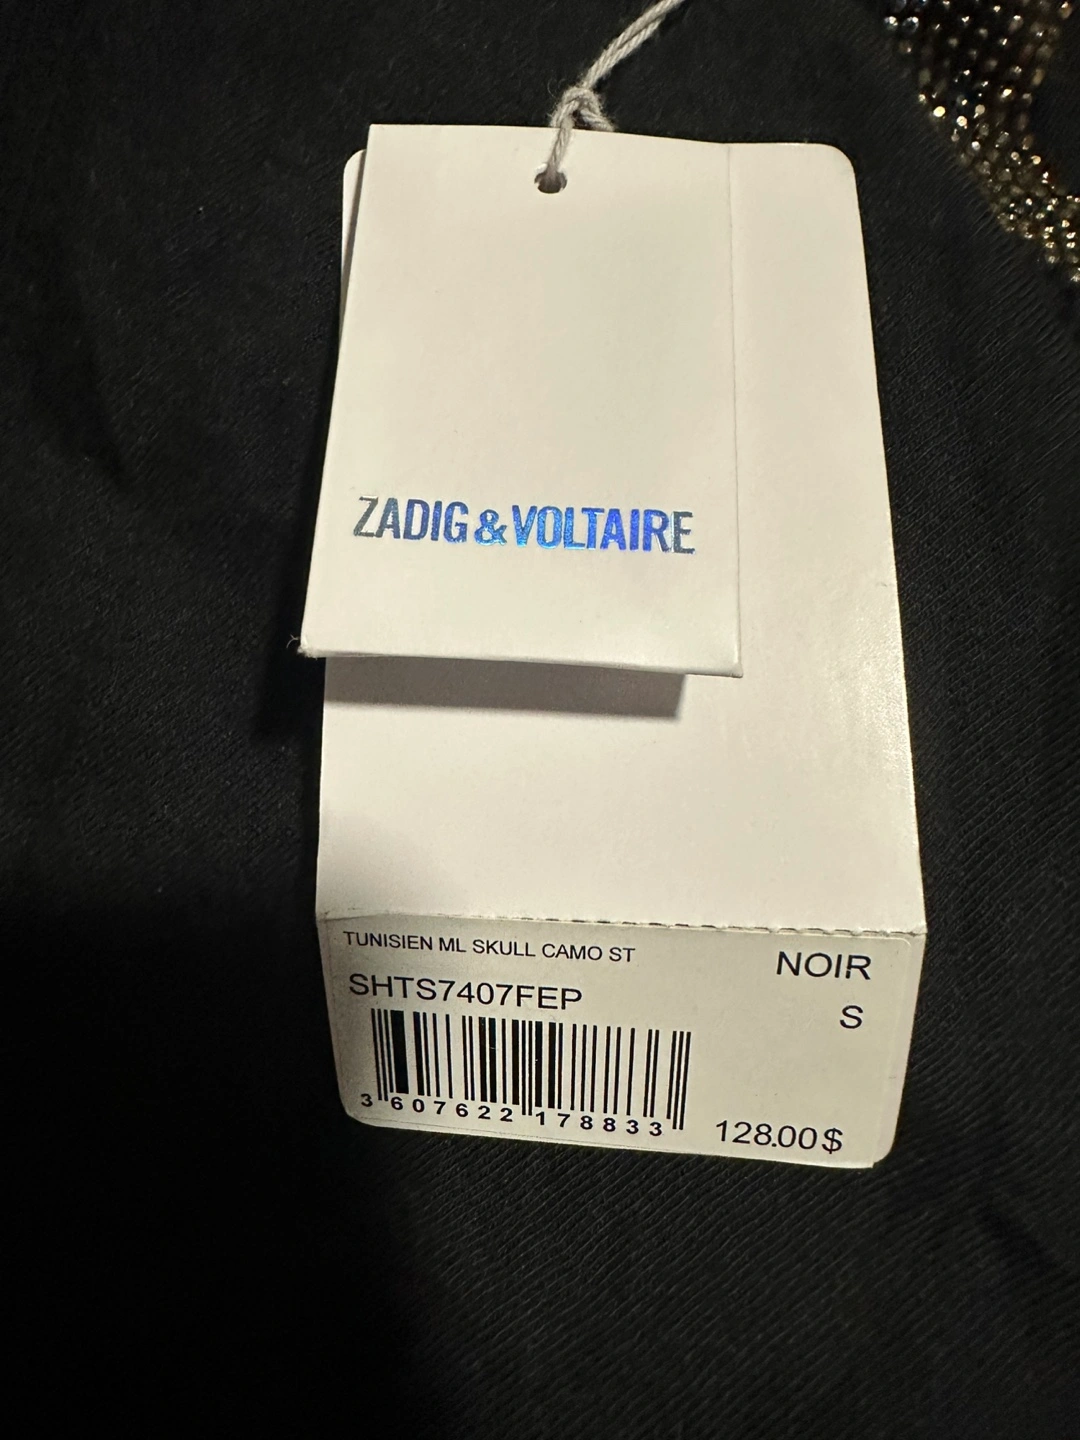 ZADIG & VOLTAIRE
TUNISIEN ML SKULL CAMO ST
NOIR
SHTS7407FEP
S
3 607622 178833
128.00$